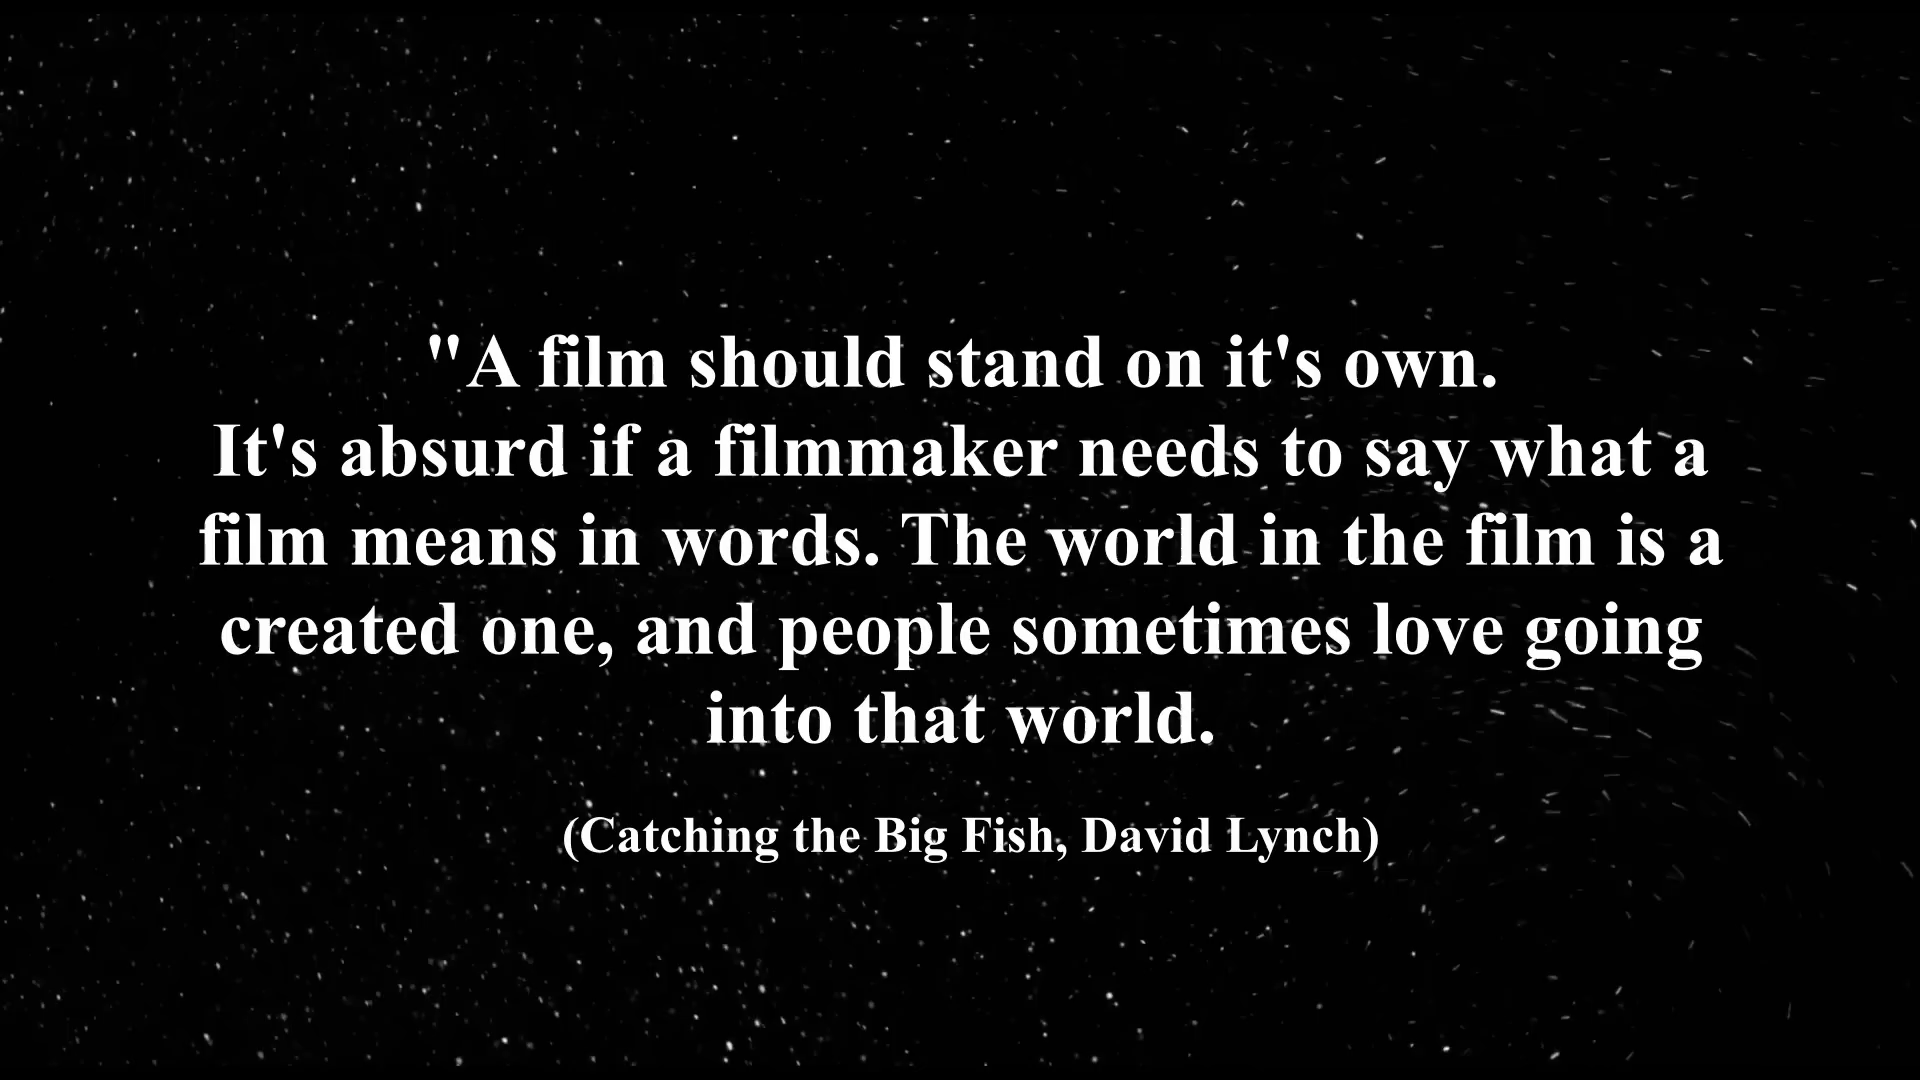 "A film should stand on it's own.
It's absurd if a filmmaker needs to say what a
film means in words. The world in the film is a
created one, and people sometimes love going
into that world.
(Catching the Big Fish, David Lynch)